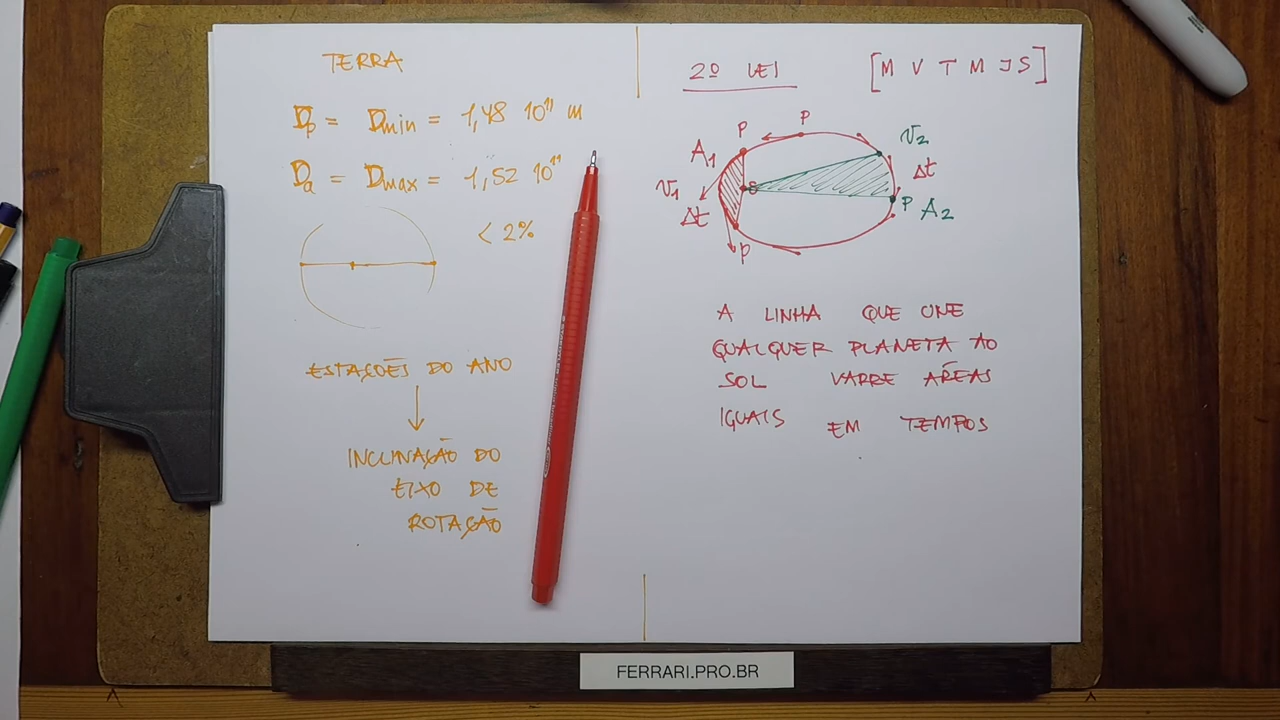 TERRA
Dp = Dmin = 1,48 10¹¹ m
Da = Dmax = 1,52 10¹¹
< 2%
ESTAÇÕES DO ANO
↓
INCLINAÇÃO DO
EIXO DE
ROTAÇÃO
2º LEI [M V T M J S]
P P
A1 v2
v1 S Δt
Δt P A2
P
A LINHA QUE UNE
QUALQUER PLANETA AO
SOL VARRE ÁREAS
IGUAIS EM TEMPOS
FERRARI.PRO.BR